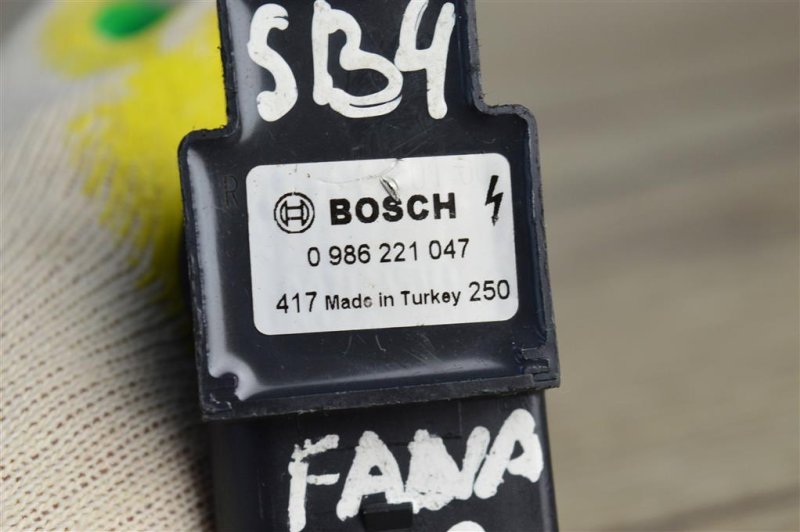 SB4
BOSCH
0 986 221 047
417 Made in Turkey 250
FANA